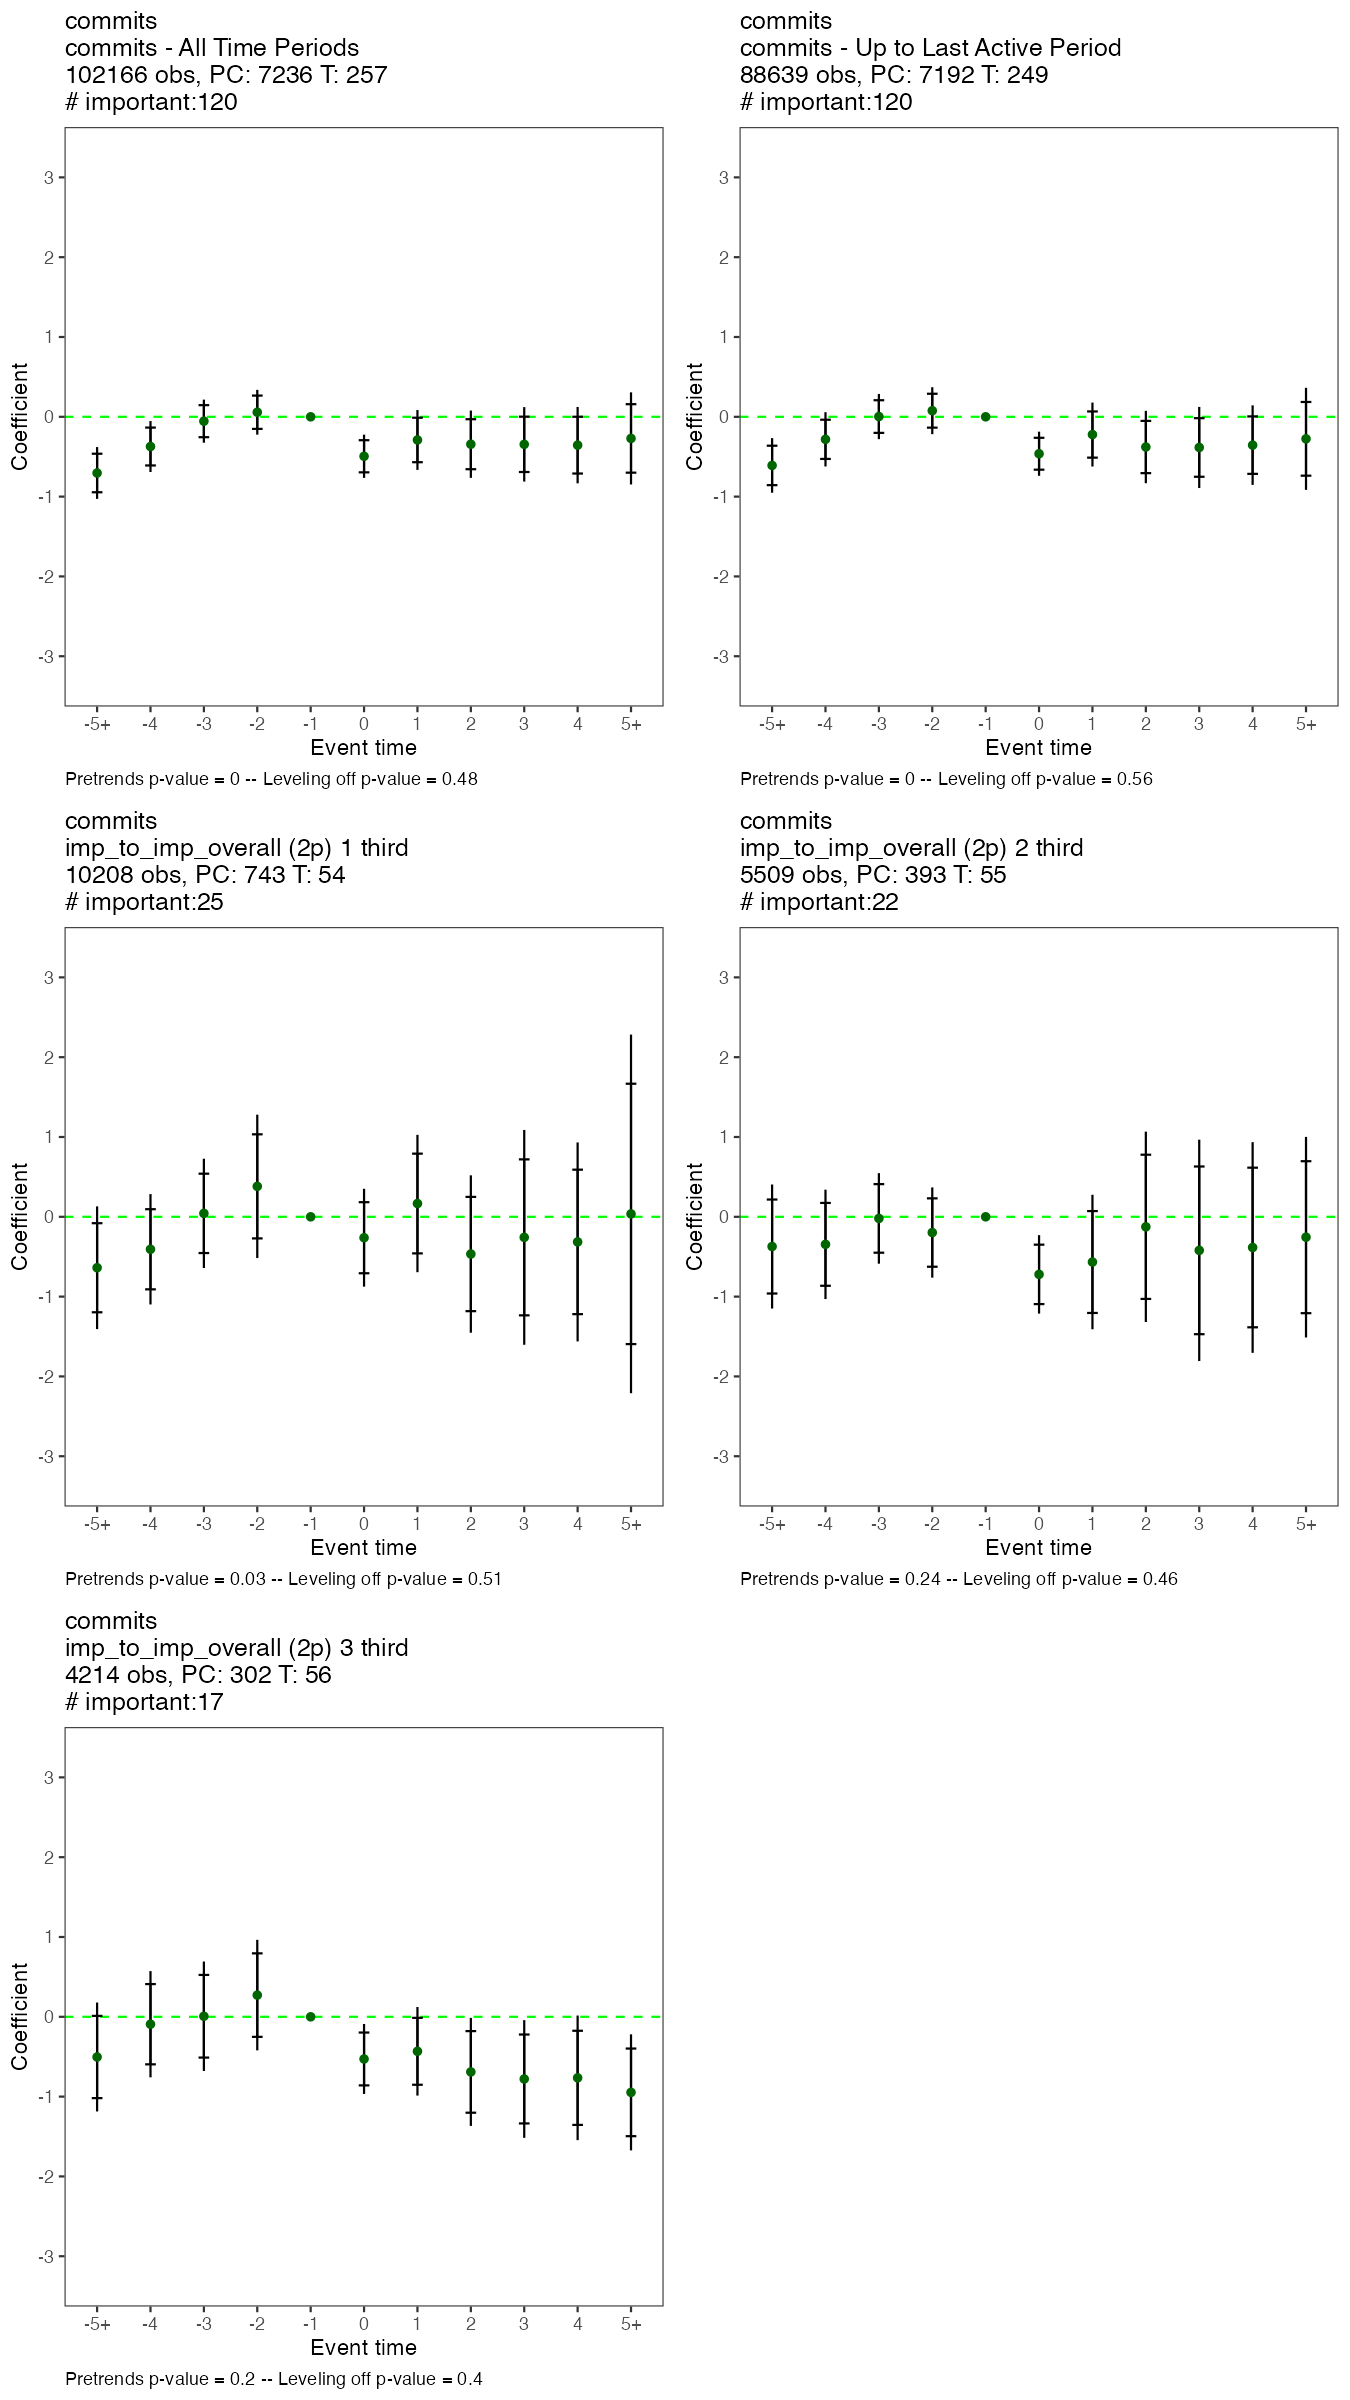 commits
commits - All Time Periods
102166 obs, PC: 7236 T: 257
# important:120
3
2
1
0
-1
-2
-3
Coefficient
-5+ -4 -3 -2 -1 0 1 2 3 4 5+
Event time
Pretrends p-value = 0 -- Leveling off p-value = 0.48
commits
commits - Up to Last Active Period
88639 obs, PC: 7192 T: 249
# important:120
3
2
1
0
-1
-2
-3
Coefficient
-5+ -4 -3 -2 -1 0 1 2 3 4 5+
Event time
Pretrends p-value = 0 -- Leveling off p-value = 0.56
commits
imp_to_imp_overall (2p) 1 third
10208 obs, PC: 743 T: 54
# important:25
3
2
1
0
-1
-2
-3
Coefficient
-5+ -4 -3 -2 -1 0 1 2 3 4 5+
Event time
Pretrends p-value = 0.03 -- Leveling off p-value = 0.51
commits
imp_to_imp_overall (2p) 2 third
5509 obs, PC: 393 T: 55
# important:22
3
2
1
0
-1
-2
-3
Coefficient
-5+ -4 -3 -2 -1 0 1 2 3 4 5+
Event time
Pretrends p-value = 0.24 -- Leveling off p-value = 0.46
commits
imp_to_imp_overall (2p) 3 third
4214 obs, PC: 302 T: 56
# important:17
3
2
1
0
-1
-2
-3
Coefficient
-5+ -4 -3 -2 -1 0 1 2 3 4 5+
Event time
Pretrends p-value = 0.2 -- Leveling off p-value = 0.4